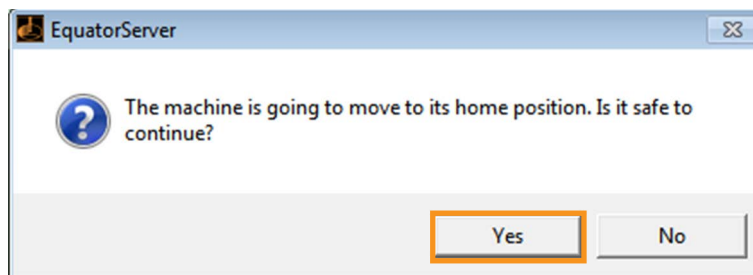 EquatorServer
The machine is going to move to its home position. Is it safe to
continue?
Yes
No